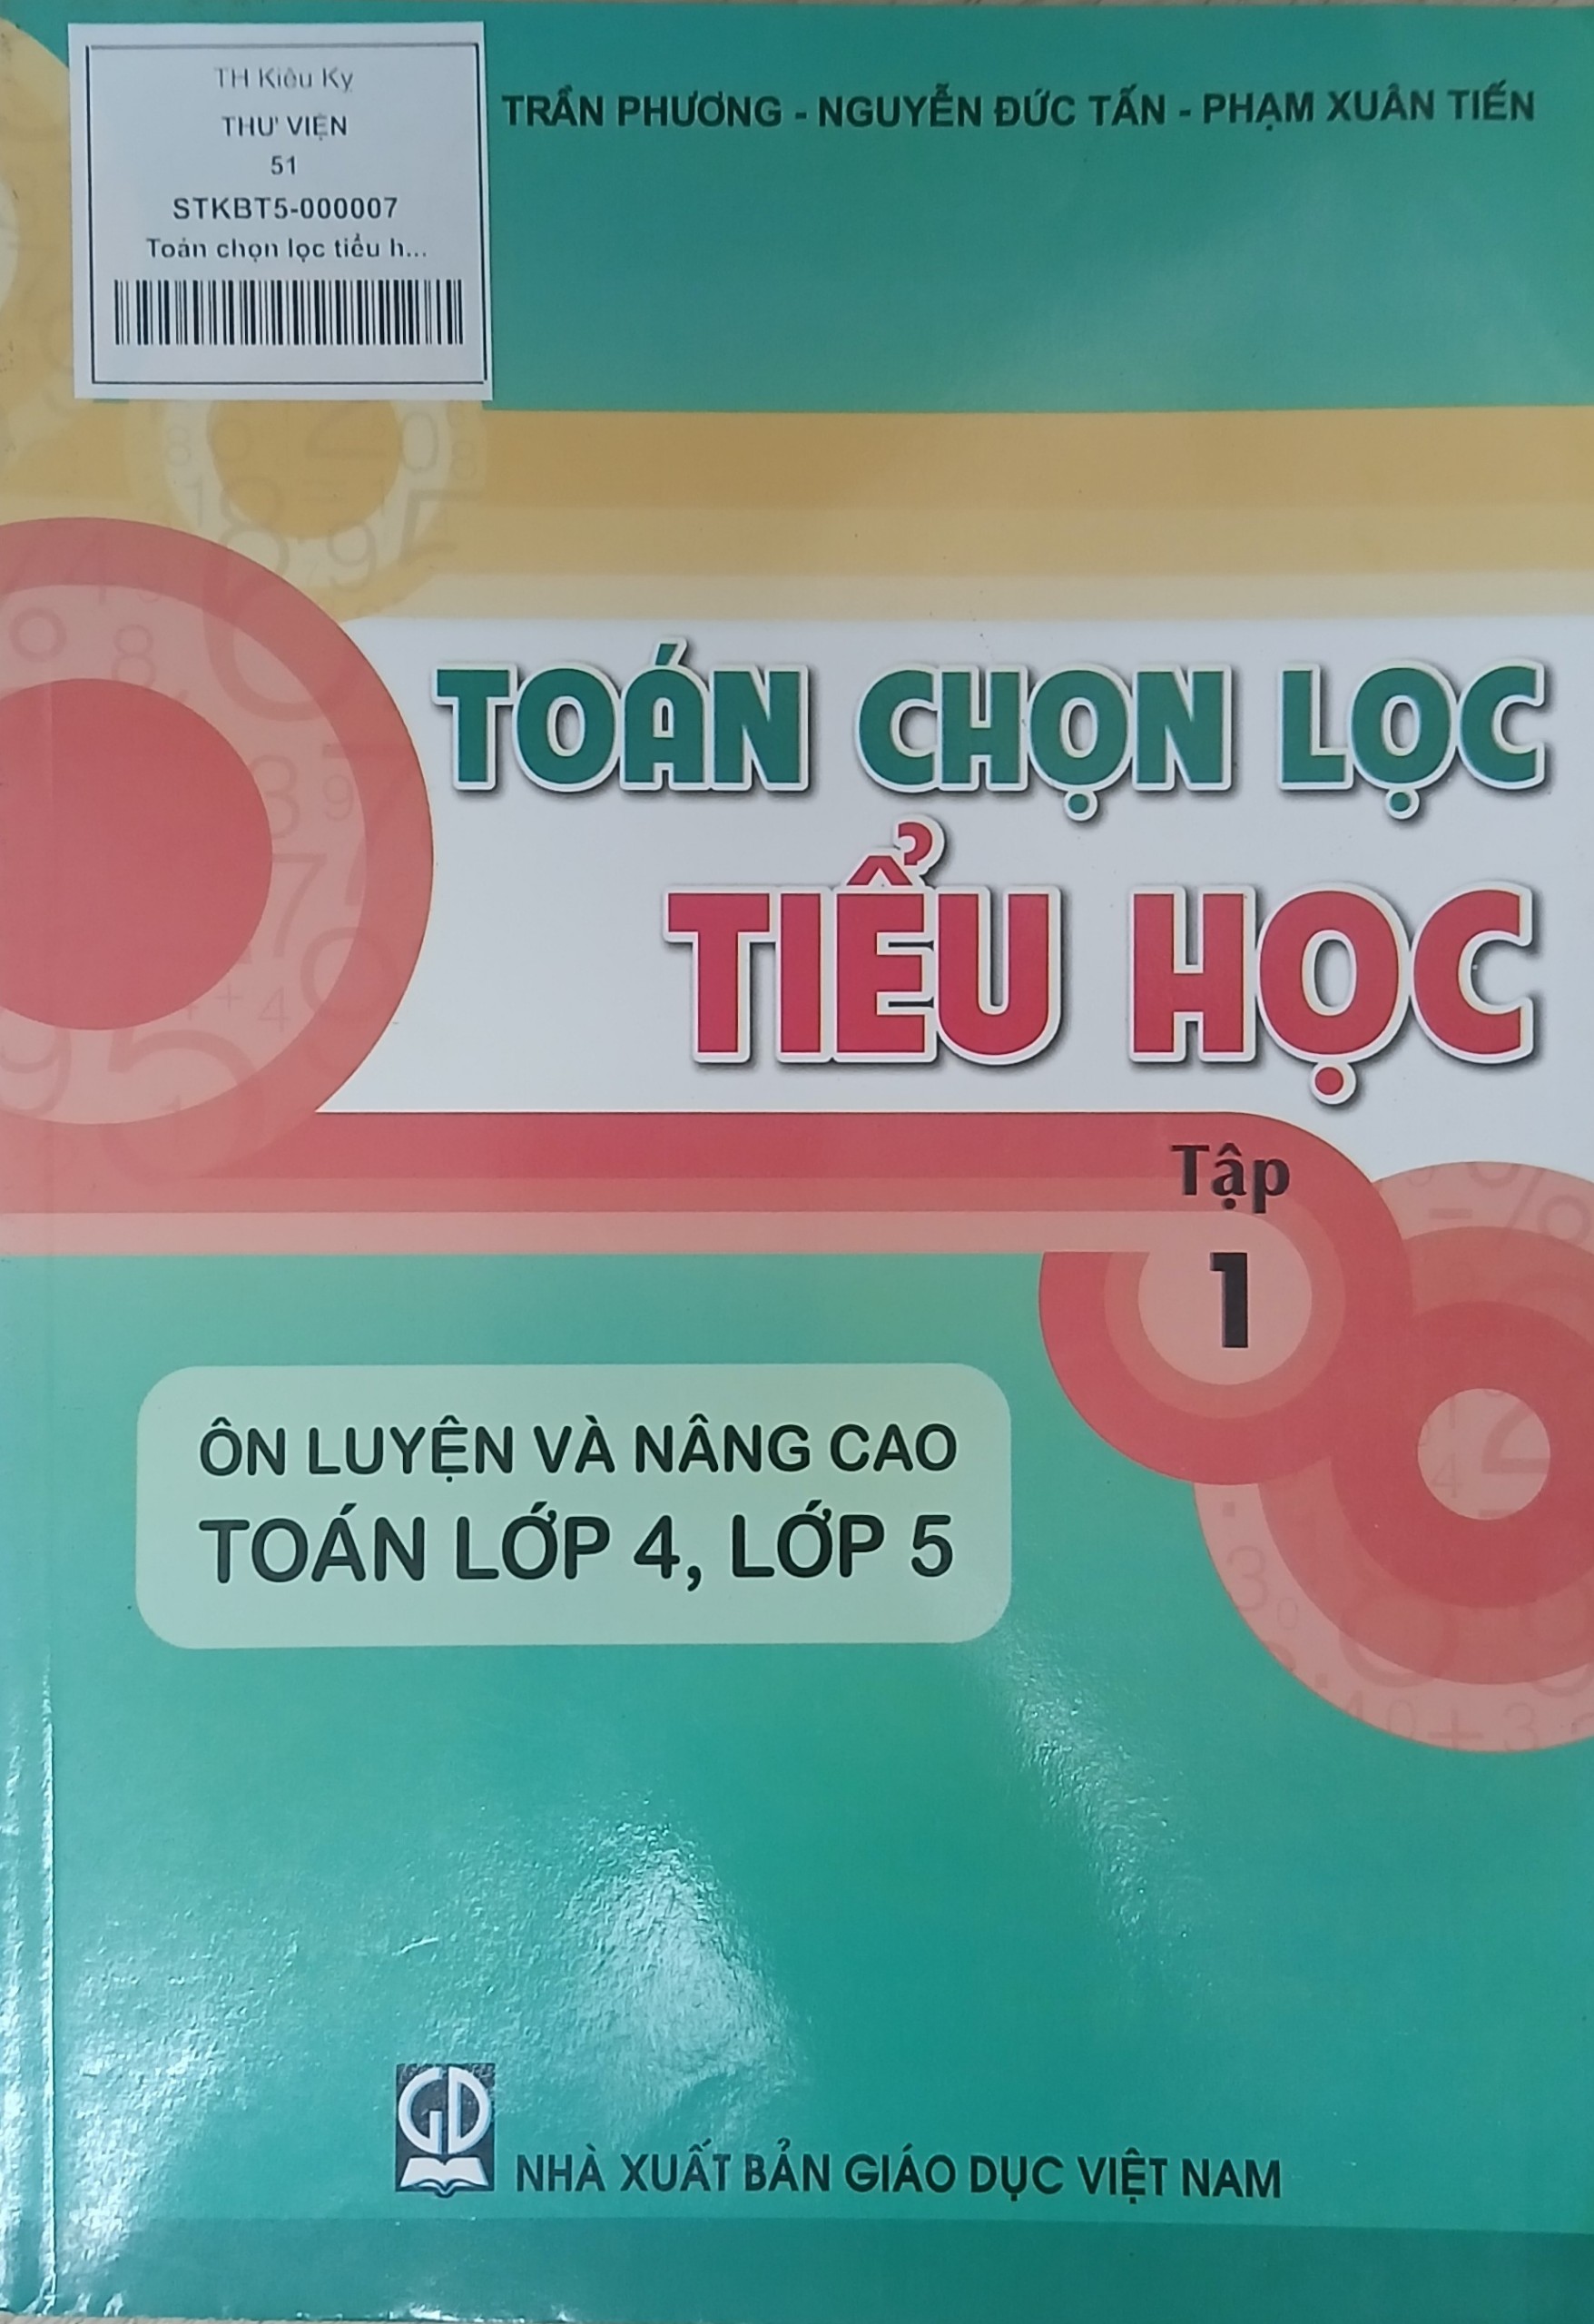 TH Kiêu Kỵ
THƯ VIỆN
51
STKBT5-000007
Toán chọn lọc tiểu h...
TRẦN PHƯƠNG - NGUYỄN ĐỨC TẤN - PHẠM XUÂN TIẾN
TOÁN CHỌN LỌC
TIỂU HỌC
Tập
1
ÔN LUYỆN VÀ NÂNG CAO
TOÁN LỚP 4, LỚP 5
GD
NHÀ XUẤT BẢN GIÁO DỤC VIỆT NAM